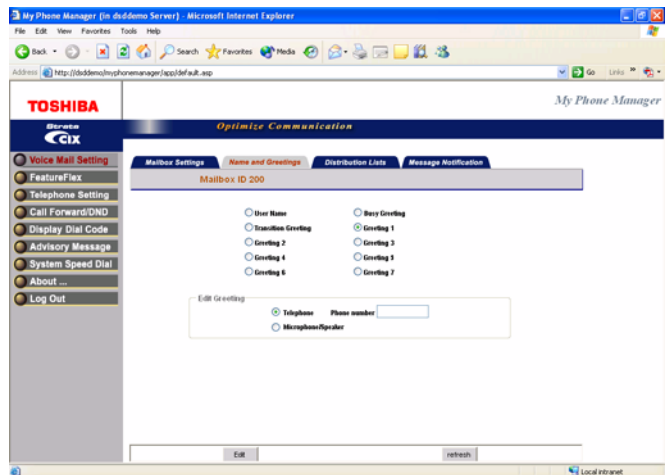 My Phone Manager (in dsddemo Server) - Microsoft Internet Explorer
File Edit View Favorites Tools Help
Back Search Favorites Media
Address http://dsddemo/myphonemanager/app/default.asp Go Links »
TOSHIBA My Phone Manager
Strata CIX Optimize Communication
Voice Mail Setting
FeatureFlex
Telephone Setting
Call Forward/DND
Display Dial Code
Advisory Message
System Speed Dial
About ...
Log Out
Mailbox Settings Name and Greetings Distribution Lists Message Notification
Mailbox ID 200
User Name Busy Greeting
Transition Greeting Greeting 1
Greeting 2 Greeting 3
Greeting 4 Greeting 5
Greeting 6 Greeting 7
Edit Greeting
Telephone Phone number
Microphone/Speaker
Edit refresh
Local intranet